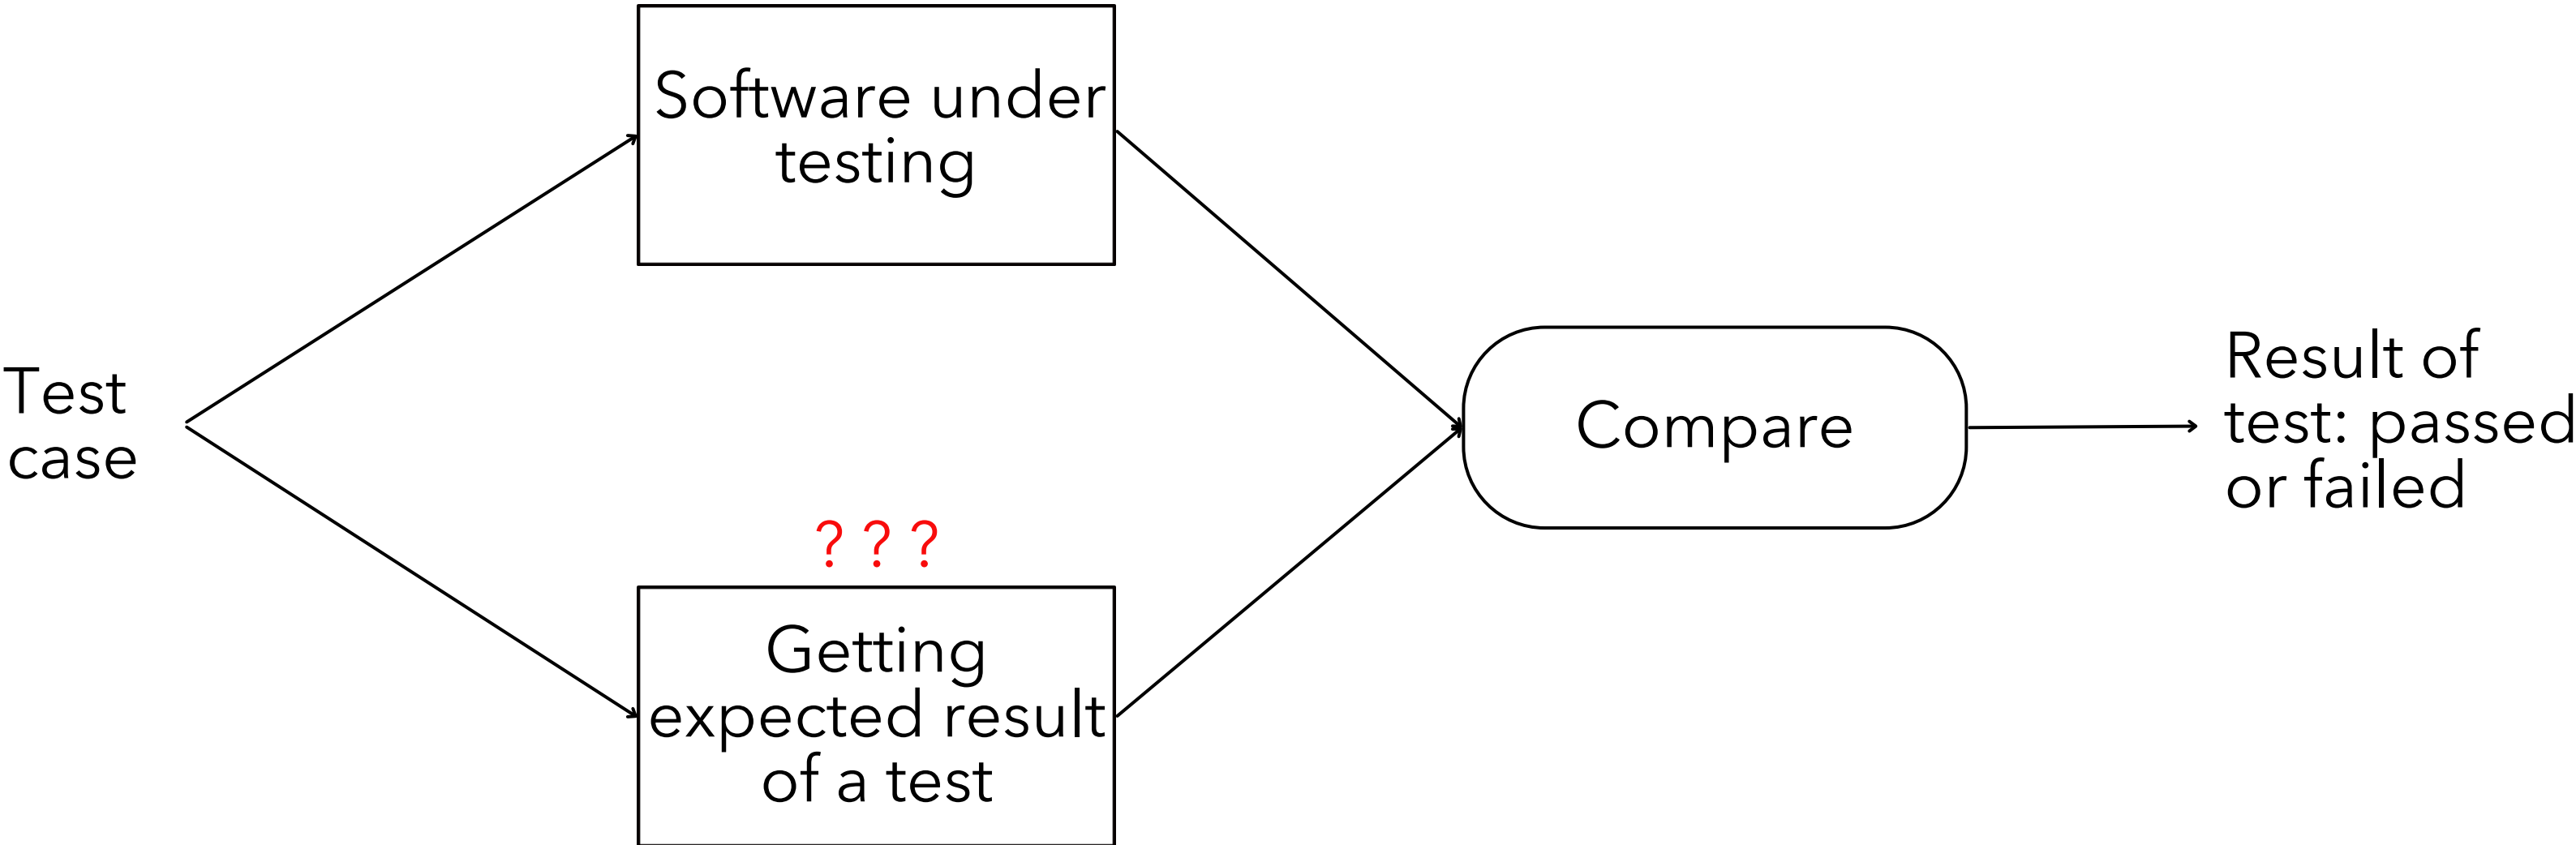 Software under
testing
Test
case
Compare
Result of
test: passed
or failed
? ? ?
Getting
expected result
of a test